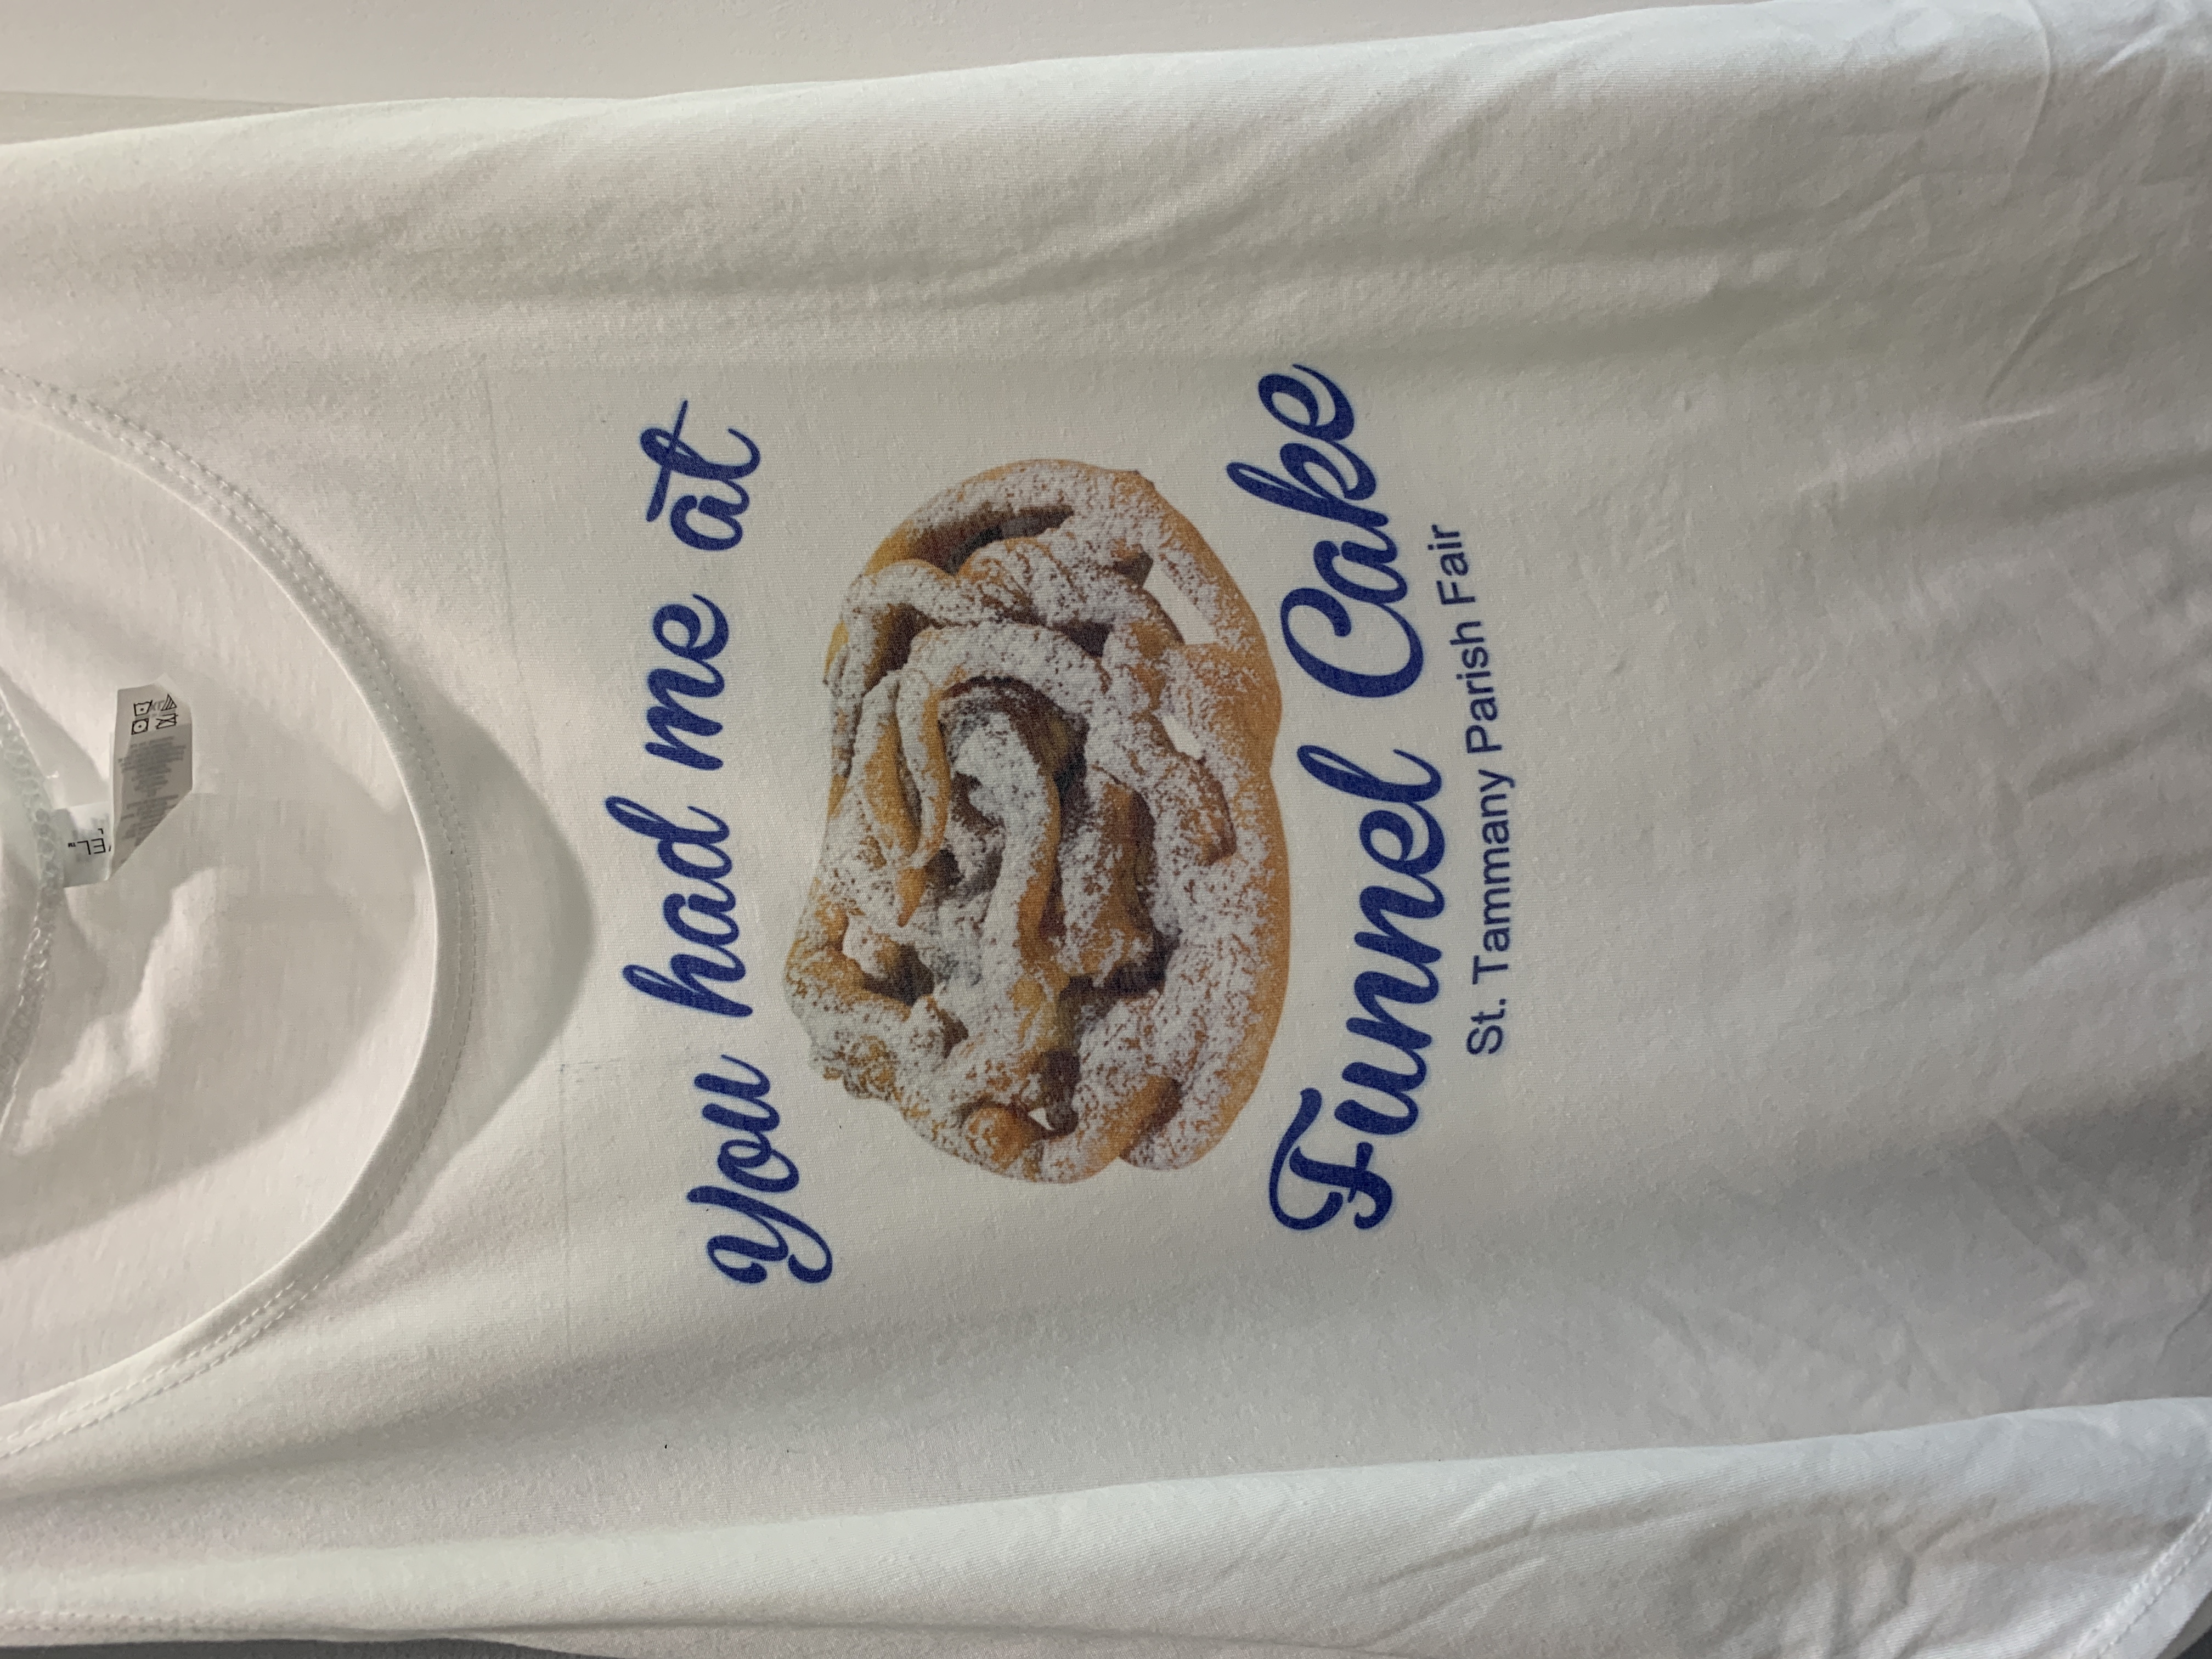 You had me at
Funnel Cake
St. Tammany Parish Fair